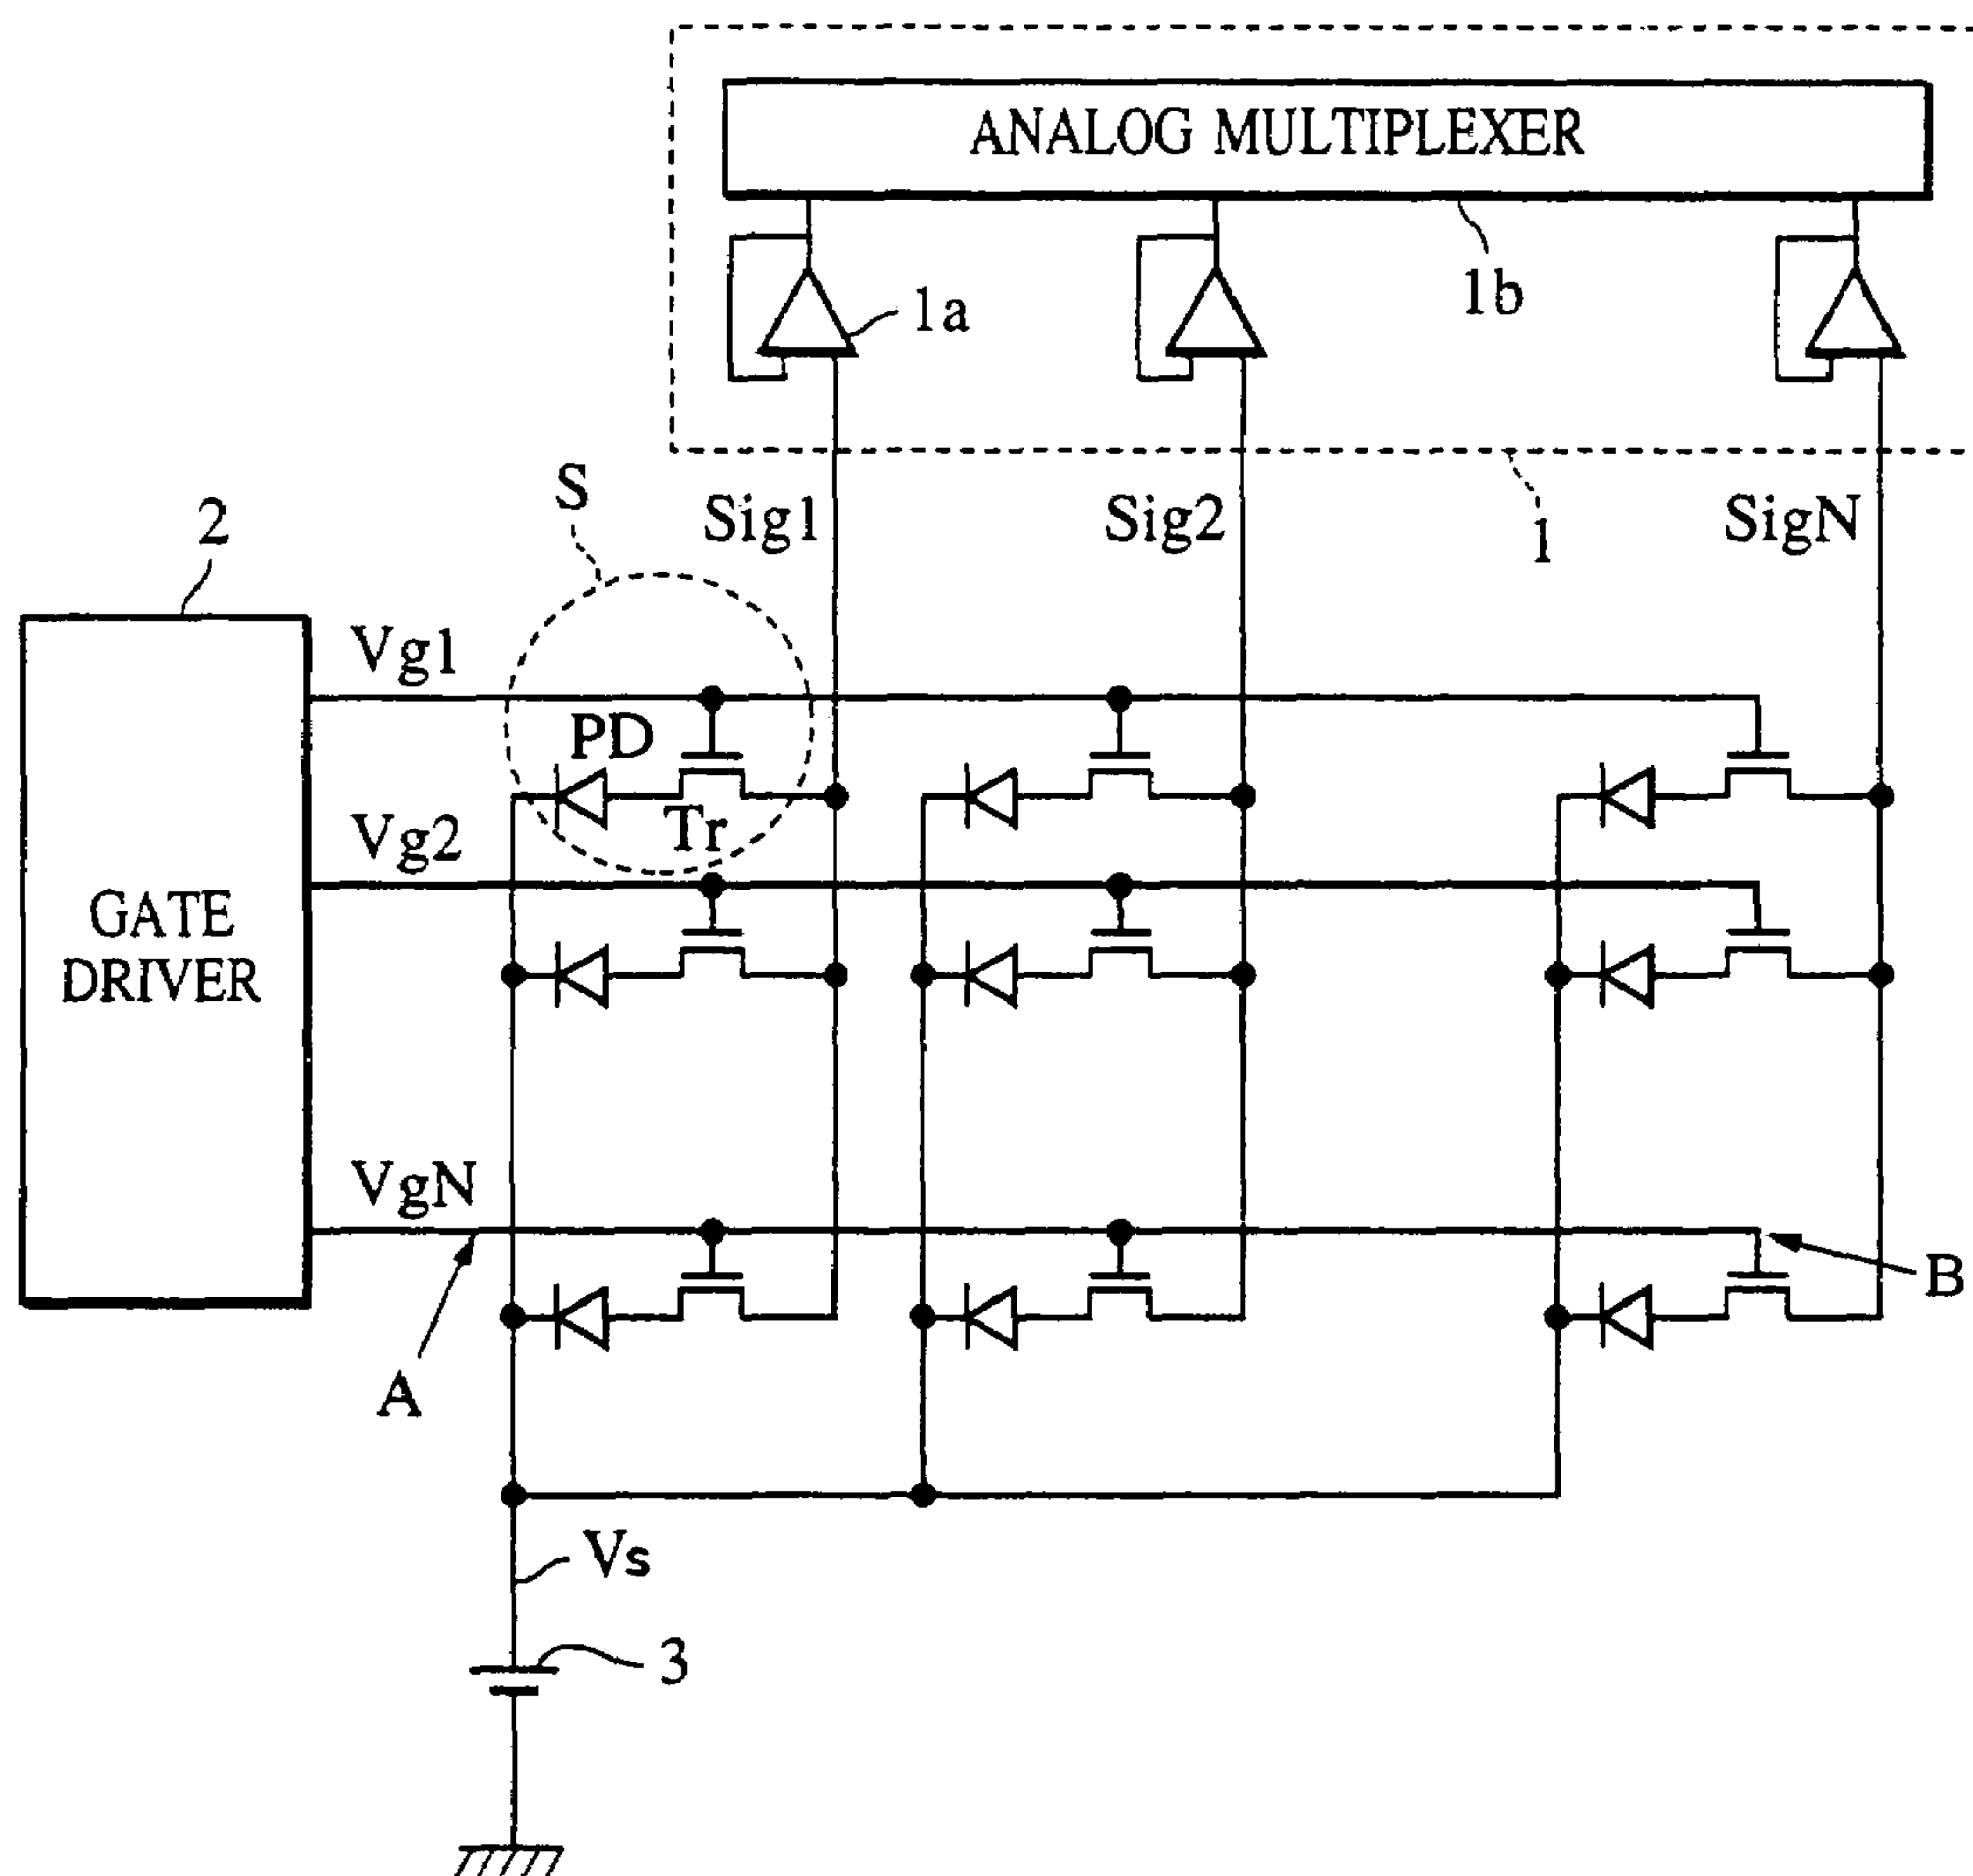 ANALOG MULTIPLEXER
1a
1b
S
Sig1
Sig2
SigN
1
2
Vg1
PD
Tr
Vg2
GATE
DRIVER
VgN
A
B
Vs
3